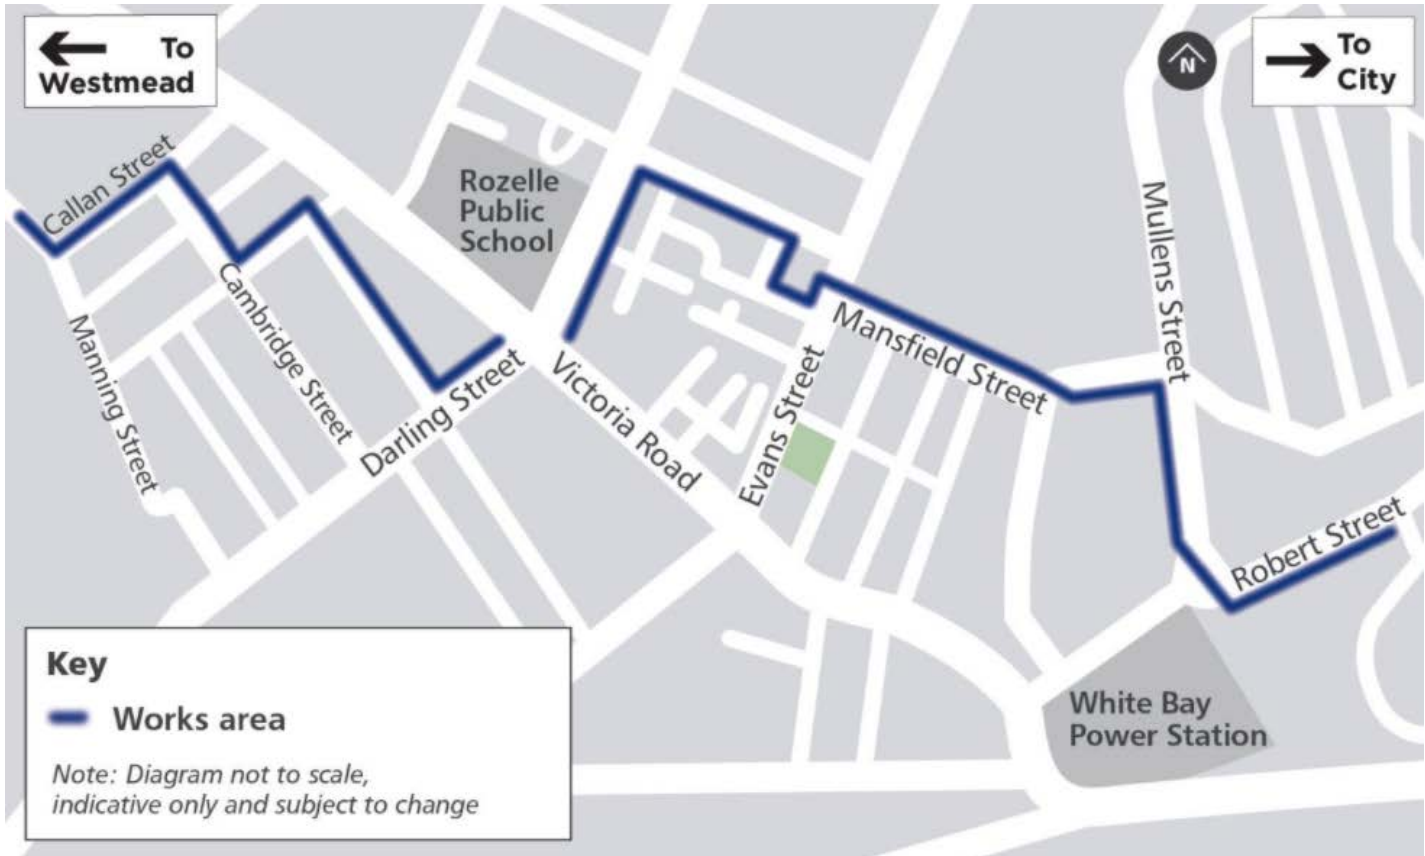 To
Westmead
N
To
City
Callan Street
Rozelle
Public
School
Mullens Street
Cambridge Street
Manning Street
Mansfield Street
Darling Street
Victoria Road
Evans Street
Robert Street
Key
Works area
Note: Diagram not to scale,
indicative only and subject to change
White Bay
Power Station